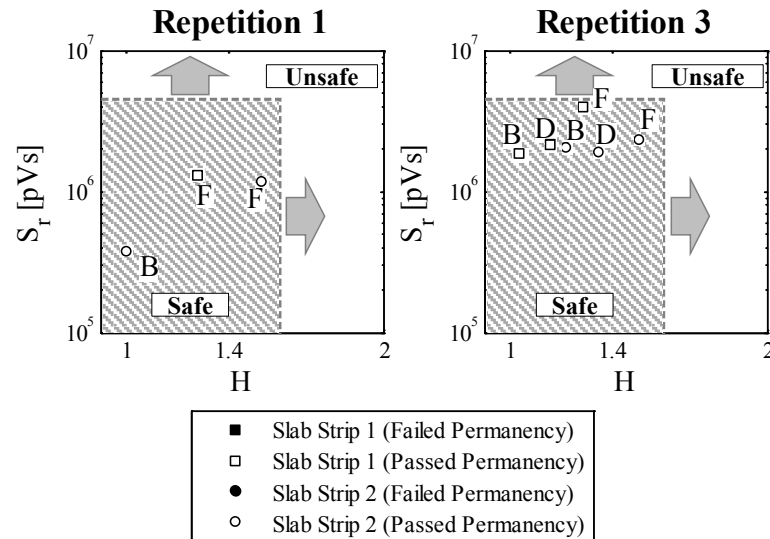 Repetition 1
10^7
Unsafe
10^6
10^5
S_r [pVs]
F
F
B
Safe
1
1.4
2
H
Repetition 3
10^7
Unsafe
10^6
10^5
S_r [pVs]
F
B
D
B
D
F
Safe
1
1.4
2
H
Slab Strip 1 (Failed Permanency)
Slab Strip 1 (Passed Permanency)
Slab Strip 2 (Failed Permanency)
Slab Strip 2 (Passed Permanency)